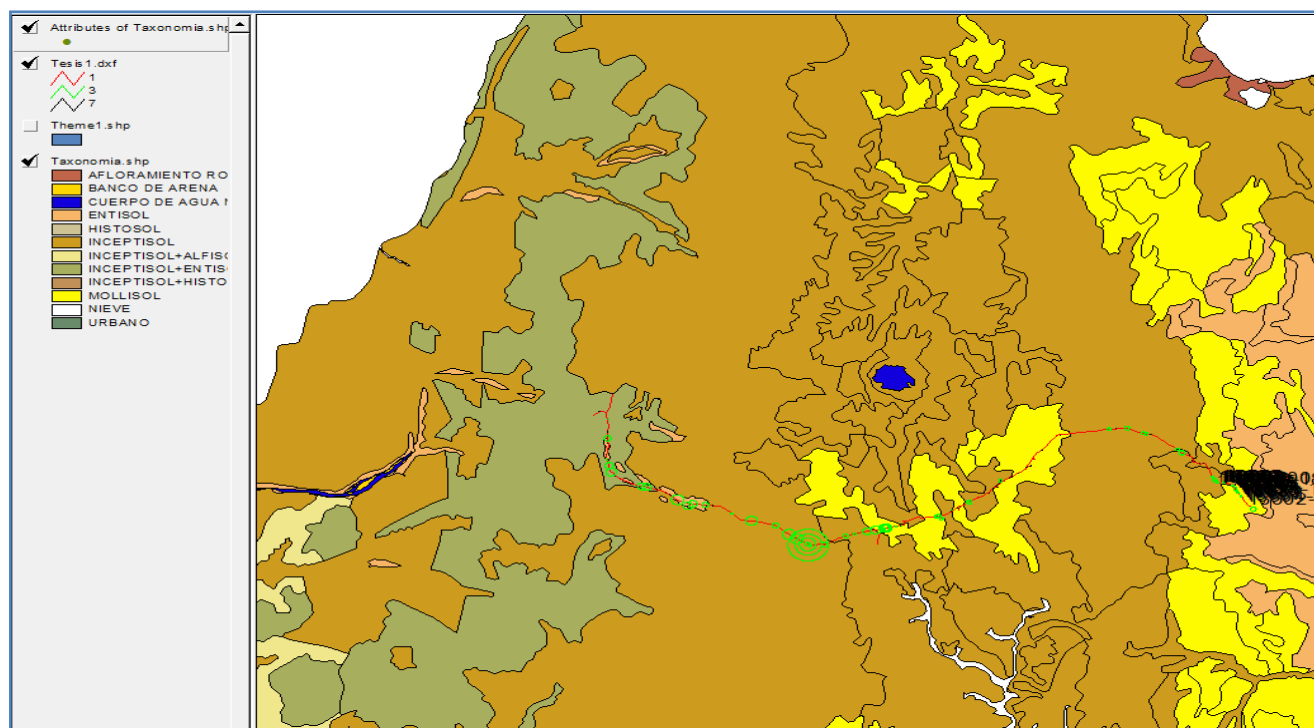 Attributes of Taxonomia.shp
Tesis1.dxf
1
3
7
Theme1.shp
Taxonomia.shp
AFLORAMIENTO RO
BANCO DE ARENA
CUERPO DE AGUA
ENTISOL
HISTOSOL
INCEPTISOL
INCEPTISOL+ALFISO
INCEPTISOL+ENTIS
INCEPTISOL+HISTO
MOLLISOL
NIEVE
URBANO